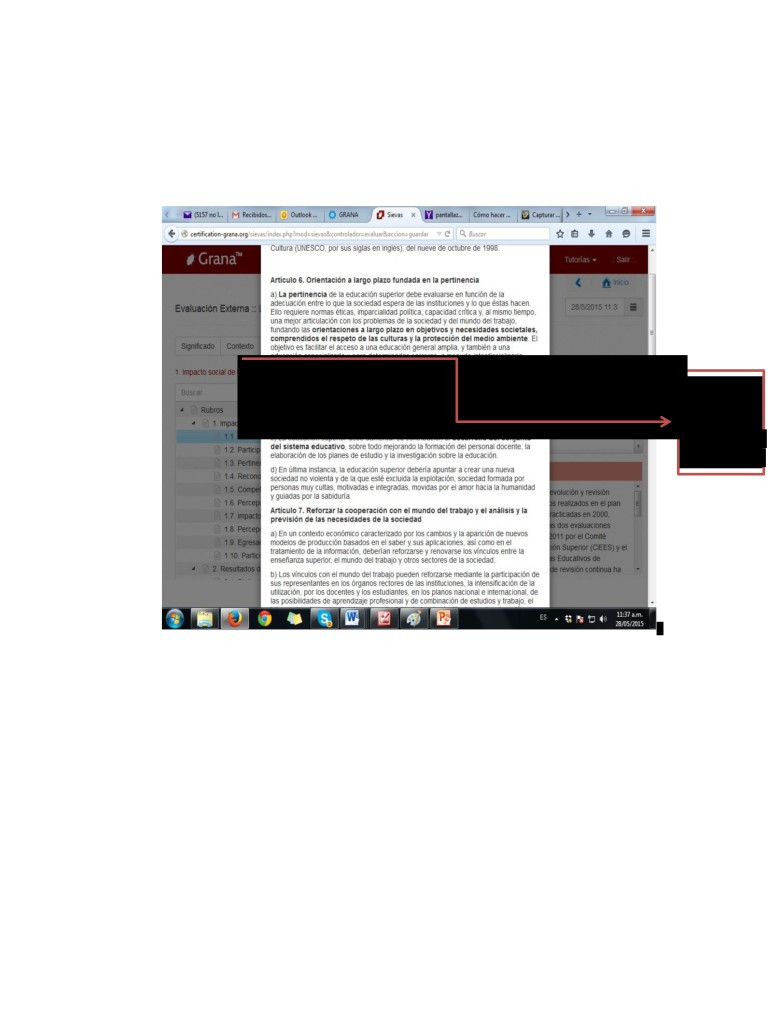 (5157 no l...
Recibidos...
Outlook ...
GRANA
Sievas
pantallaz...
Cómo hacer ...
Capturar ...
certification-grana.org/sievas/index.php?mod=sievas&controlador=evaluar&accion=guardar
Buscar
Grana™
Tutorías
Salir
Inicio
Evaluación Externa ::
28/5/2015 11:3
Significado
Contexto
1. Impacto social de
Buscar
Rubros
1. Impac
1.1.
1.2. Particip
1.3. Pertine
1.4. Recono
1.5. Compet
1.6. Percep
1.7. Impacto
1.8. Percep
1.9. Egresa
1.10. Partic
2. Resultados d
Cultura (UNESCO, por sus siglas en inglés), del nueve de octubre de 1998.
Artículo 6. Orientación a largo plazo fundada en la pertinencia
a) La pertinencia de la educación superior debe evaluarse en función de la
adecuación entre lo que la sociedad espera de las instituciones y lo que éstas hacen.
Ello requiere normas éticas, imparcialidad política, capacidad crítica y, al mismo tiempo,
una mejor articulación con los problemas de la sociedad y del mundo del trabajo,
fundando las orientaciones a largo plazo en objetivos y necesidades societales,
comprendidos el respeto de las culturas y la protección del medio ambiente. El
objetivo es facilitar el acceso a una educación general amplia, y también a una
del sistema educativo, sobre todo mejorando la formación del personal docente, la
elaboración de los planes de estudio y la investigación sobre la educación.
d) En última instancia, la educación superior debería apuntar a crear una nueva
sociedad no violenta y de la que esté excluida la explotación, sociedad formada por
personas muy cultas, motivadas e integradas, movidas por el amor hacia la humanidad
y guiadas por la sabiduría.
Artículo 7. Reforzar la cooperación con el mundo del trabajo y el análisis y la
previsión de las necesidades de la sociedad
a) En un contexto económico caracterizado por los cambios y la aparición de nuevos
modelos de producción basados en el saber y sus aplicaciones, así como en el
tratamiento de la información, deberían reforzarse y renovarse los vínculos entre la
enseñanza superior, el mundo del trabajo y otros sectores de la sociedad.
b) Los vínculos con el mundo del trabajo pueden reforzarse mediante la participación de
sus representantes en los órganos rectores de las instituciones, la intensificación de la
utilización, por los docentes y los estudiantes, en los planos nacional e internacional, de
las posibilidades de aprendizaje profesional y de combinación de estudios y trabajo, el
evolución y revisión
os realizados en el plan
racticadas en 2000,
as dos evaluaciones
2011 por el Comité
ión Superior (CIEES) y el
as Educativos de
de revisión continua ha
ES
11:37 a.m.
28/05/2015